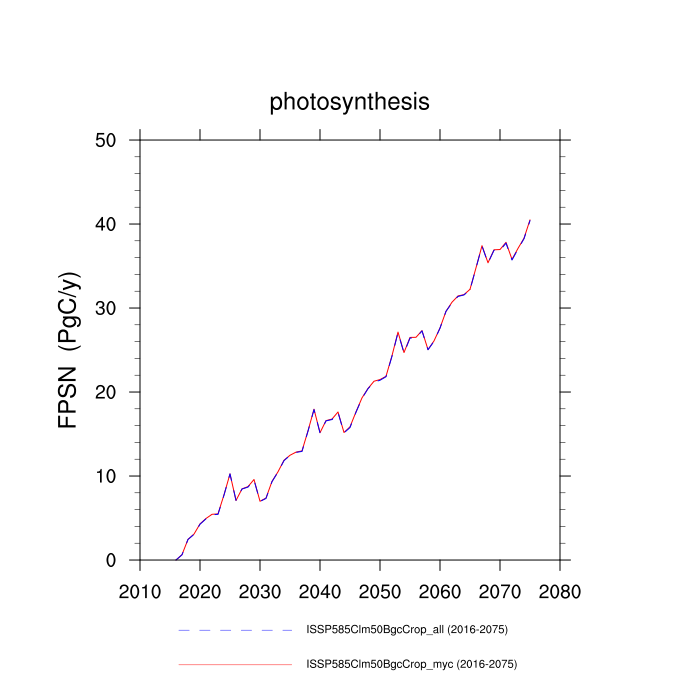 photosynthesis
50
40
30
20
10
0
FPSN (PgC/y)
2010 2020 2030 2040 2050 2060 2070 2080
ISSP585Clm50BgcCrop_all (2016-2075)
ISSP585Clm50BgcCrop_myc (2016-2075)